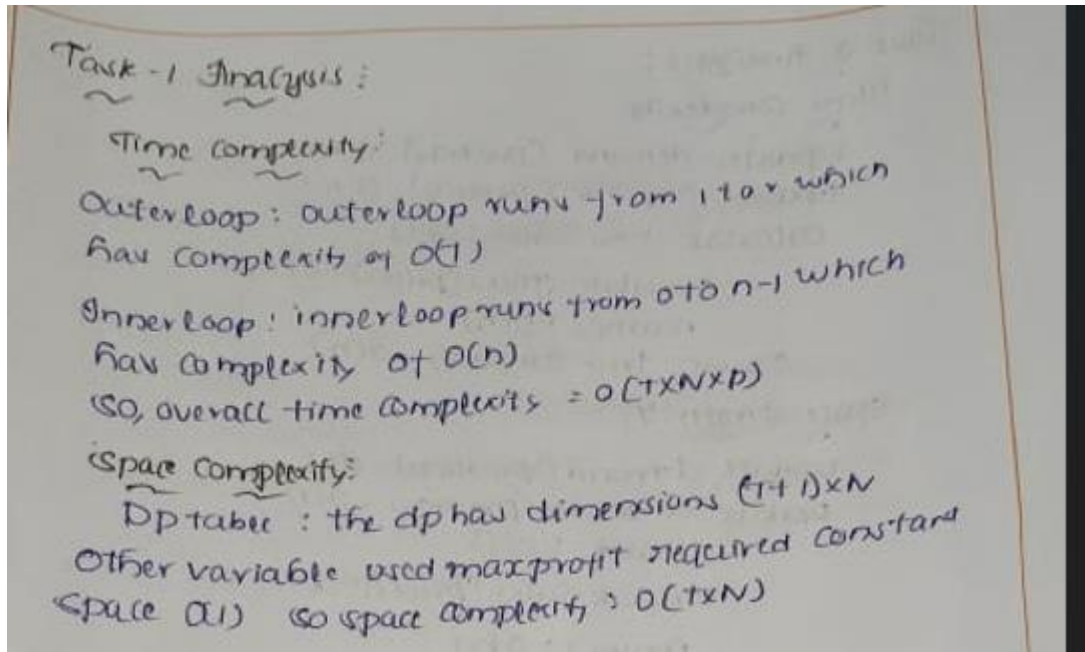 Task-1 Analysis:
Time complexity:
Outerloop: outerloop runs from 1 to r which
has complexity of O(T)
Innerloop: innerloop runs from 0 to n-1 which
has complexity of O(n)
so, overall time complexity = O(T×N×D)
space complexity:
Dp table: the dp has dimensions (T+1)×N
Other variable used maxprofit required constant
space O(1) so space complexity: O(T×N)